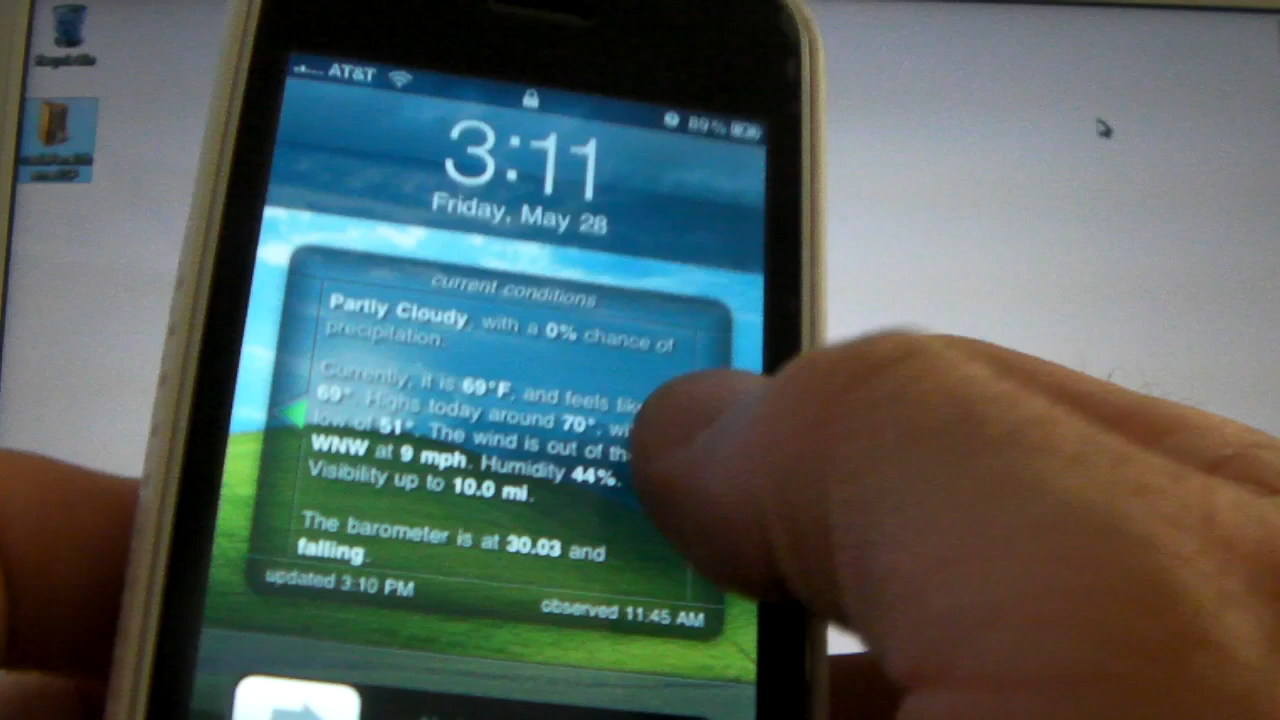 AT&T
89%
3:11
Friday, May 28
current conditions
Partly Cloudy, with a 0% chance of
precipitation.
Currently, it is 69°F, and feels
69°. Highs today around 70°,
low of 51°. The wind is out of
WNW at 9 mph. Humidity 44%.
Visibility up to 10.0 mi.
The barometer is at 30.03 and
falling.
updated 3:10 PM
observed 11:45 AM